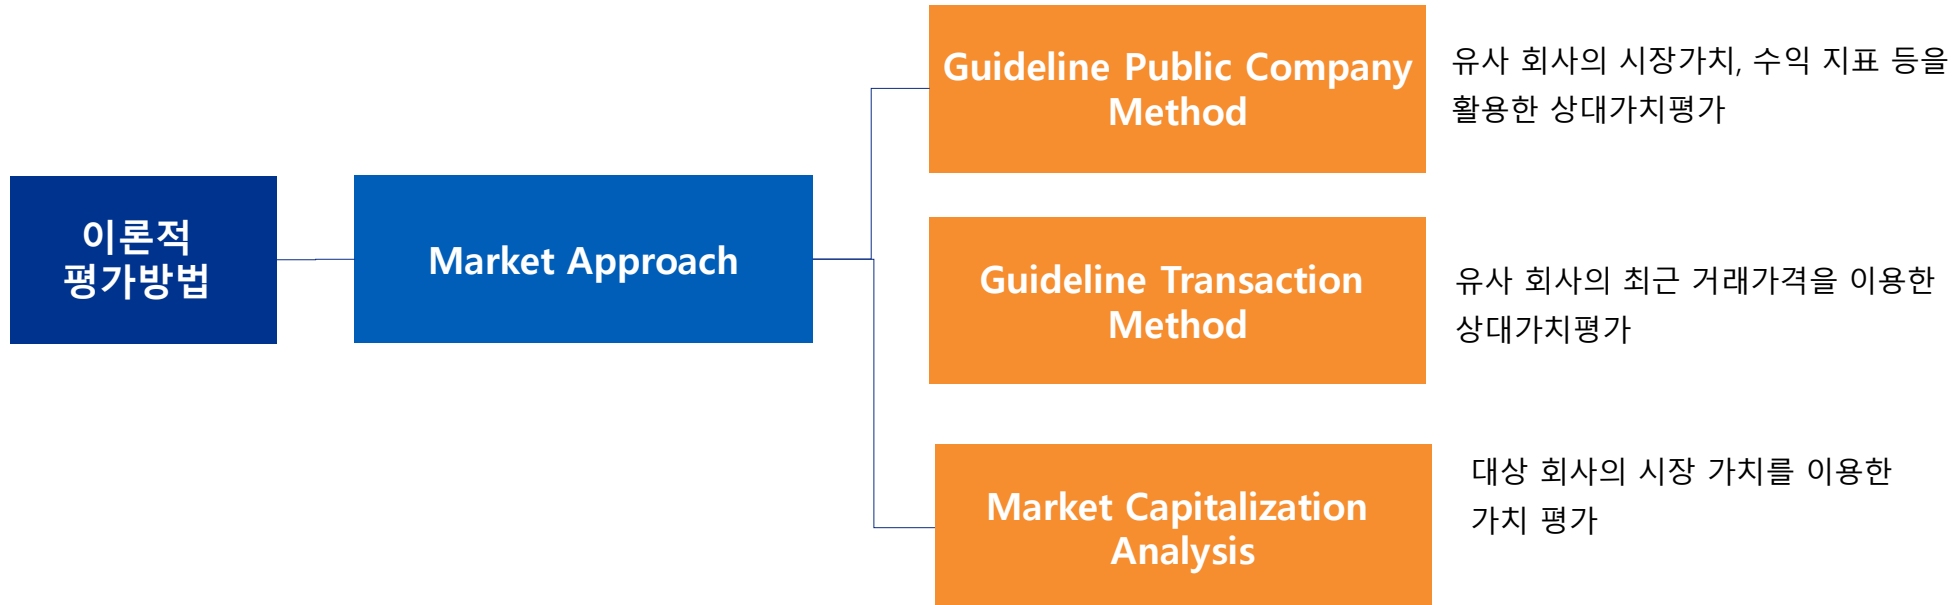 이론적
평가방법
Market Approach
Guideline Public Company
Method
유사 회사의 시장가치, 수익 지표 등을
활용한 상대가치평가
Guideline Transaction
Method
유사 회사의 최근 거래가격을 이용한
상대가치평가
Market Capitalization
Analysis
대상 회사의 시장 가치를 이용한
가치 평가